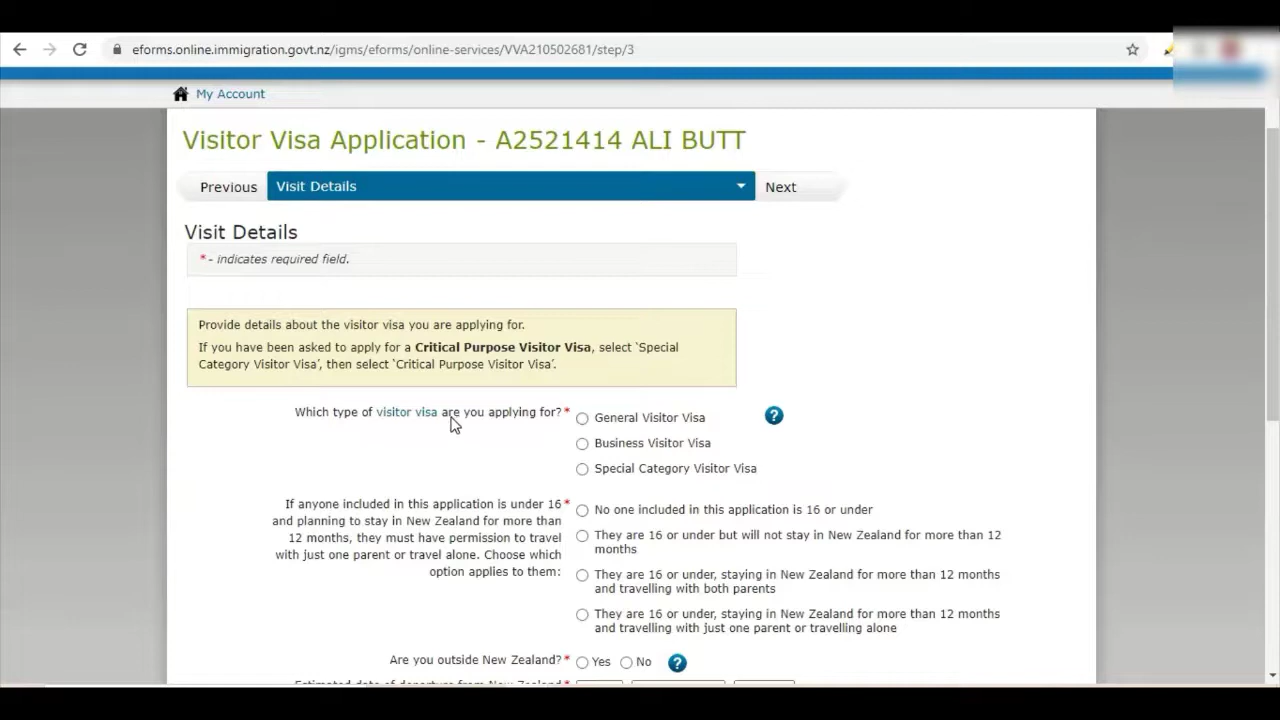 eforms.online.immigration.govt.nz/igms/eforms/online-services/VVA210502681/step/3
My Account
Visitor Visa Application - A2521414 ALI BUTT
Previous
Visit Details
Next
Visit Details
* - indicates required field.
Provide details about the visitor visa you are applying for.
If you have been asked to apply for a Critical Purpose Visitor Visa, select ‘Special
Category Visitor Visa’, then select ‘Critical Purpose Visitor Visa’.
Which type of visitor visa are you applying for?*
General Visitor Visa
?
Business Visitor Visa
Special Category Visitor Visa
If anyone included in this application is under 16 *
and planning to stay in New Zealand for more than
12 months, they must have permission to travel
with just one parent or travel alone. Choose which
option applies to them:
No one included in this application is 16 or under
They are 16 or under but will not stay in New Zealand for more than 12
months
They are 16 or under, staying in New Zealand for more than 12 months
and travelling with both parents
They are 16 or under, staying in New Zealand for more than 12 months
and travelling with just one parent or travelling alone
Are you outside New Zealand?*
Yes
No
?
Estimated date of departure from New Zealand *